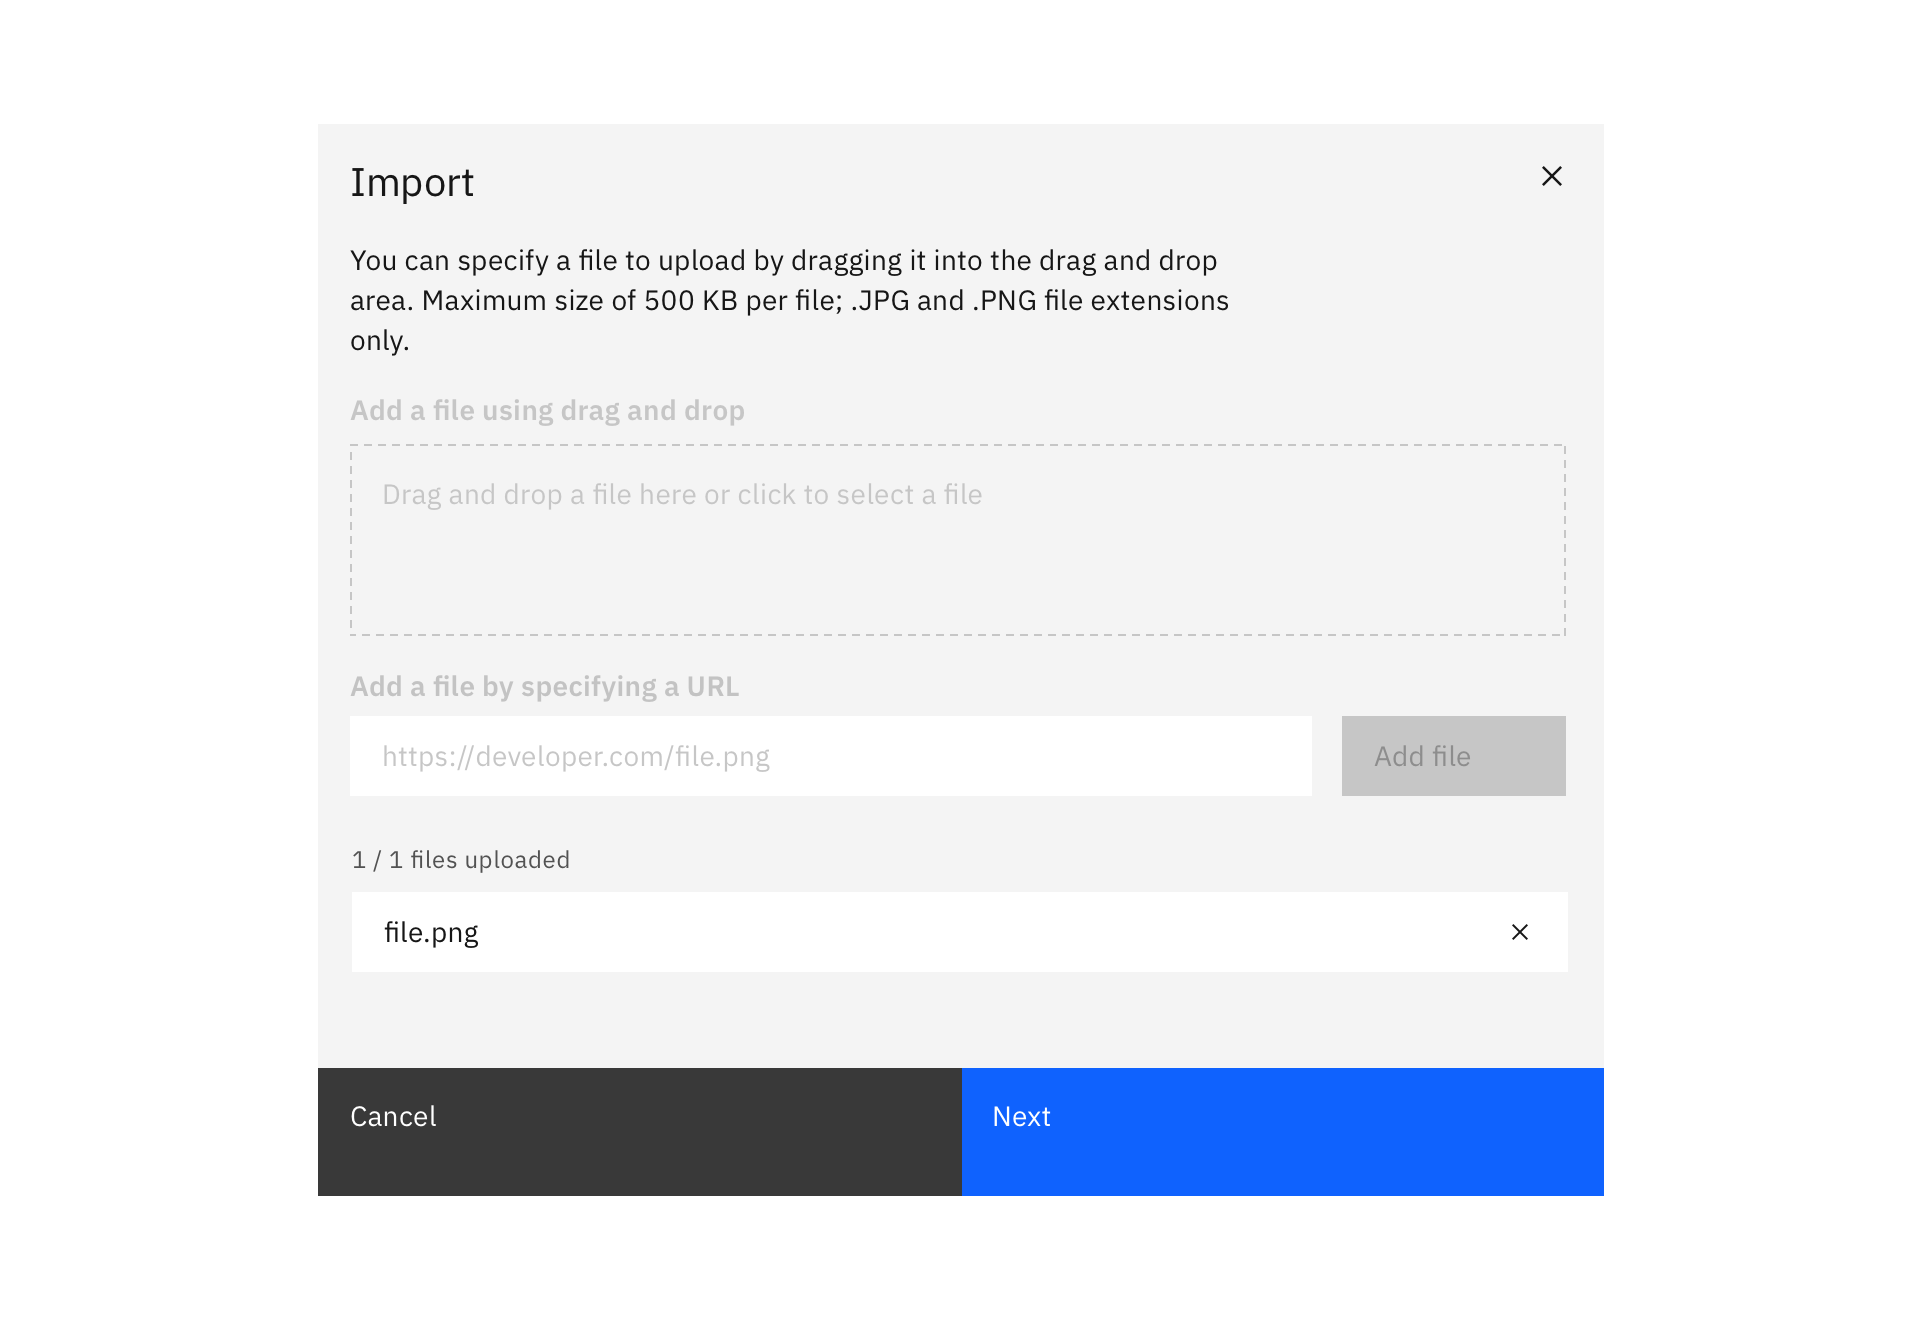 Import
You can specify a file to upload by dragging it into the drag and drop
area. Maximum size of 500 KB per file; .JPG and .PNG file extensions
only.
Add a file using drag and drop
Drag and drop a file here or click to select a file
Add a file by specifying a URL
https://developer.com/file.png
Add file
1 / 1 files uploaded
file.png
Cancel
Next